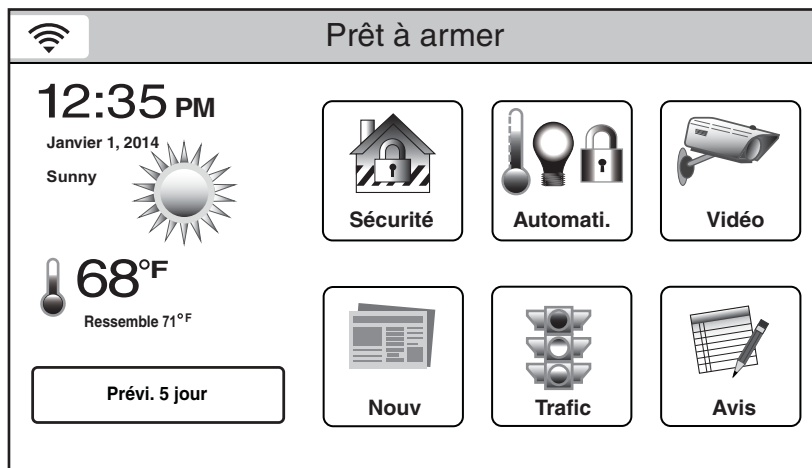 Prêt à armer
12:35 PM
Janvier 1, 2014
Sunny
68°F
Ressemble 71°F
Prévi. 5 jour
Sécurité
Automati.
Vidéo
Nouv
Trafic
Avis